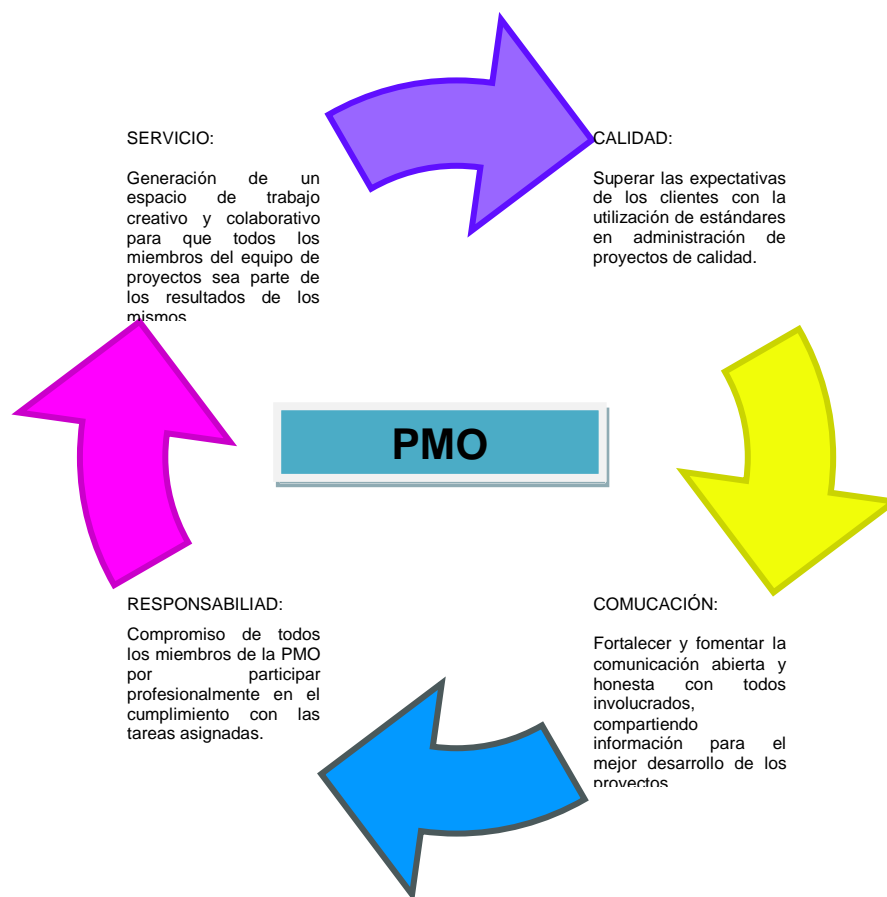 SERVICIO:
Generación de un
espacio de trabajo
creativo y colaborativo
para que todos los
miembros del equipo de
proyectos sea parte de
los resultados de los
mismos
CALIDAD:
Superar las expectativas
de los clientes con la
utilización de estándares
en administración de
proyectos de calidad.
PMO
RESPONSABILIAD:
Compromiso de todos
los miembros de la PMO
por participar
profesionalmente en el
cumplimiento con las
tareas asignadas.
COMUCACIÓN:
Fortalecer y fomentar la
comunicación abierta y
honesta con todos
involucrados,
compartiendo
información para el
mejor desarrollo de los
proyectos